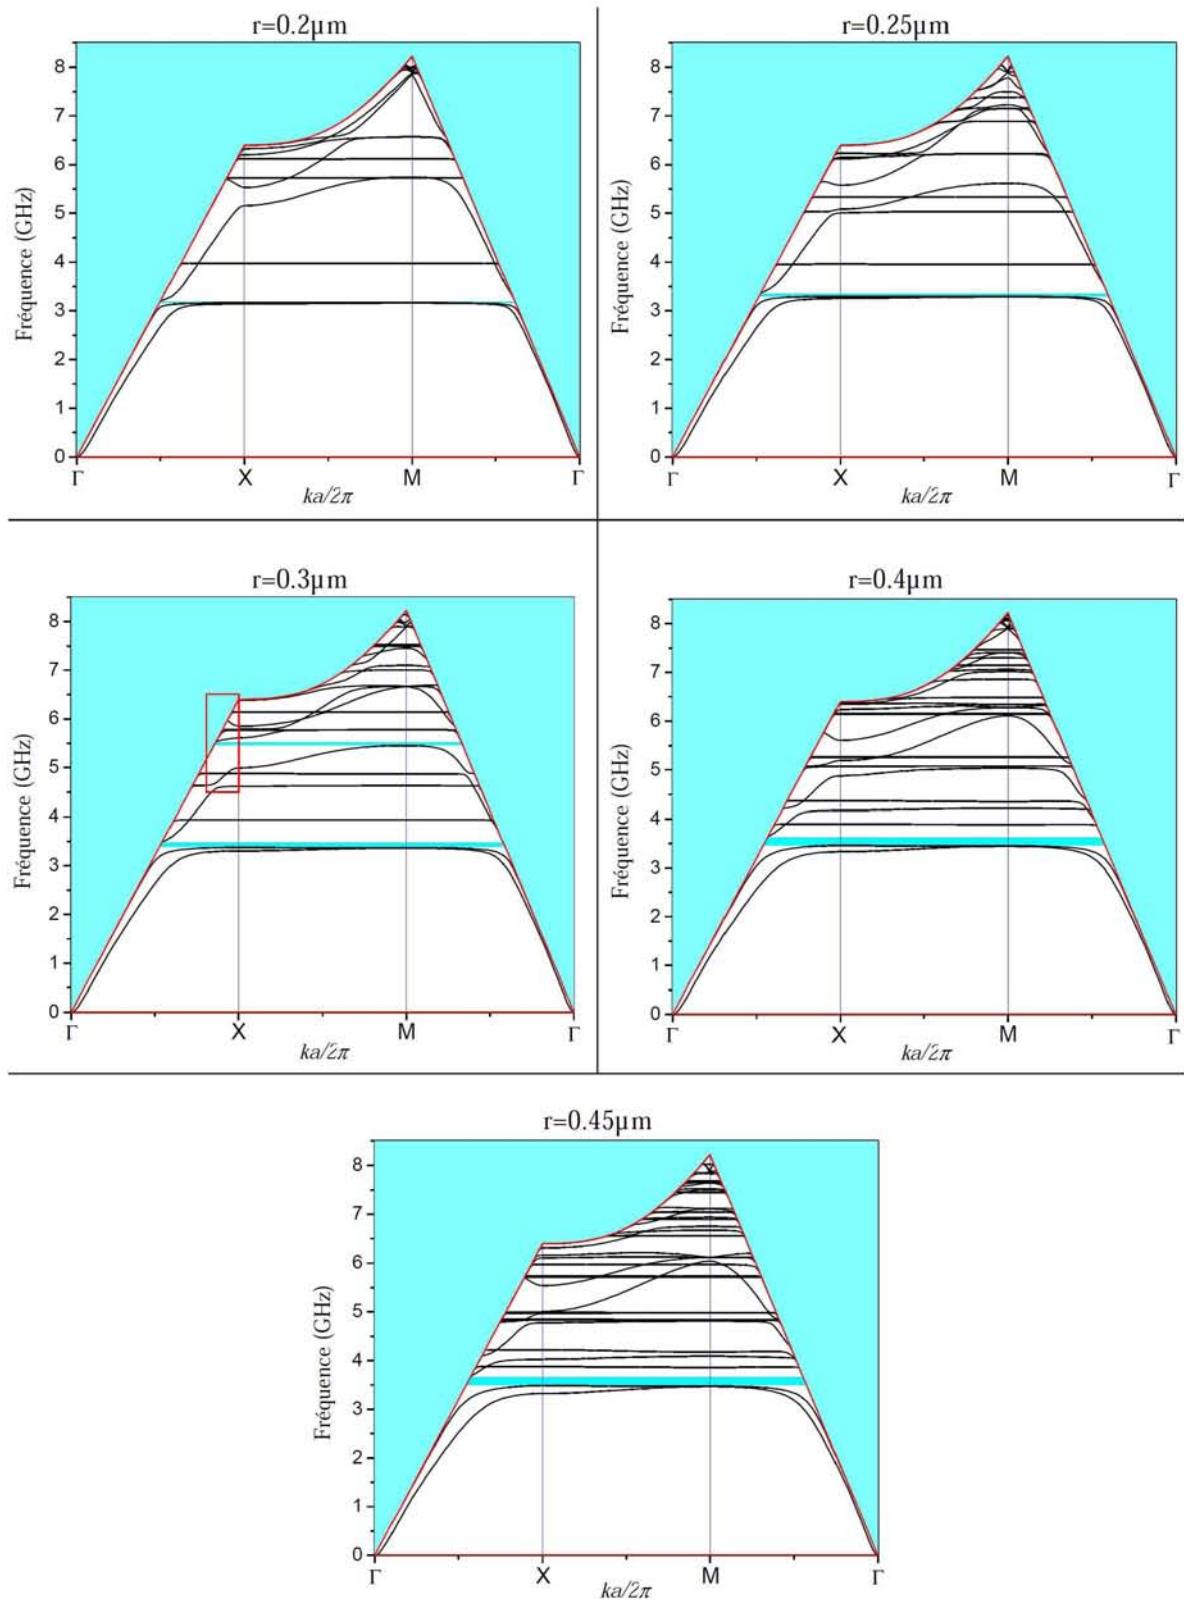 r=0.2µm
8
7
6
5
4
3
2
1
0
Fréquence (GHz)
Γ X M Γ
ka/2π
r=0.25µm
8
7
6
5
4
3
2
1
0
Fréquence (GHz)
Γ X M Γ
ka/2π
r=0.3µm
8
7
6
5
4
3
2
1
0
Fréquence (GHz)
Γ X M Γ
ka/2π
r=0.4µm
8
7
6
5
4
3
2
1
0
Fréquence (GHz)
Γ X M Γ
ka/2π
r=0.45µm
8
7
6
5
4
3
2
1
0
Fréquence (GHz)
Γ X M Γ
ka/2π